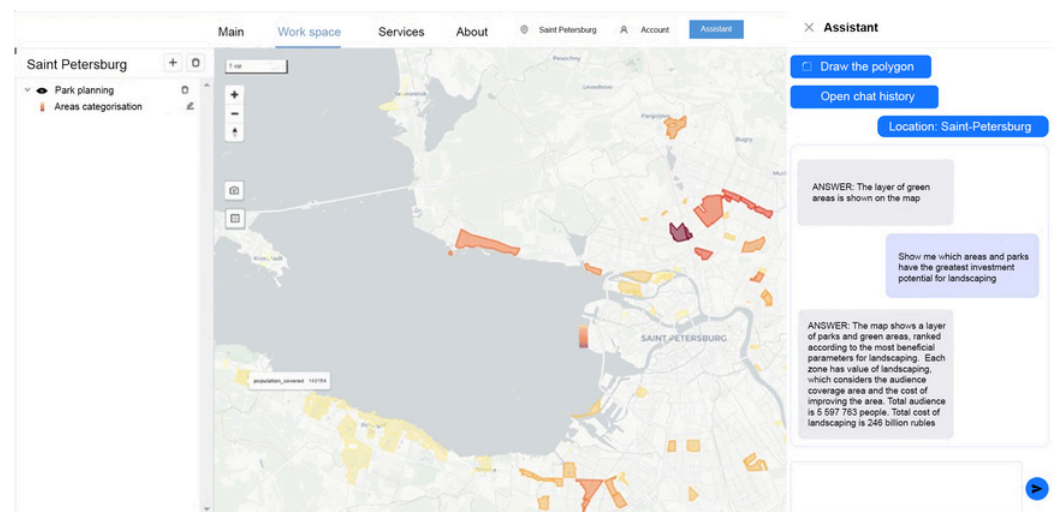 Main Work space Services About Saint Petersburg Account Assistant
Saint Petersburg
Park planning
Areas categorisation
Pesochny
Levashovo
Pargolovo
Bugry
SAINT PETERSBURG
population_covered 143184
Assistant
Draw the polygon
Open chat history
Location: Saint-Petersburg
ANSWER: The layer of green
areas is shown on the map
Show me which areas and parks
have the greatest investment
potential for landscaping
ANSWER: The map shows a layer
of parks and green areas, ranked
according to the most beneficial
parameters for landscaping. Each
zone has value of landscaping,
which considers the audience
coverage area and the cost of
improving the area. Total audience
is 5 597 763 people. Total cost of
landscaping is 246 billion rubles